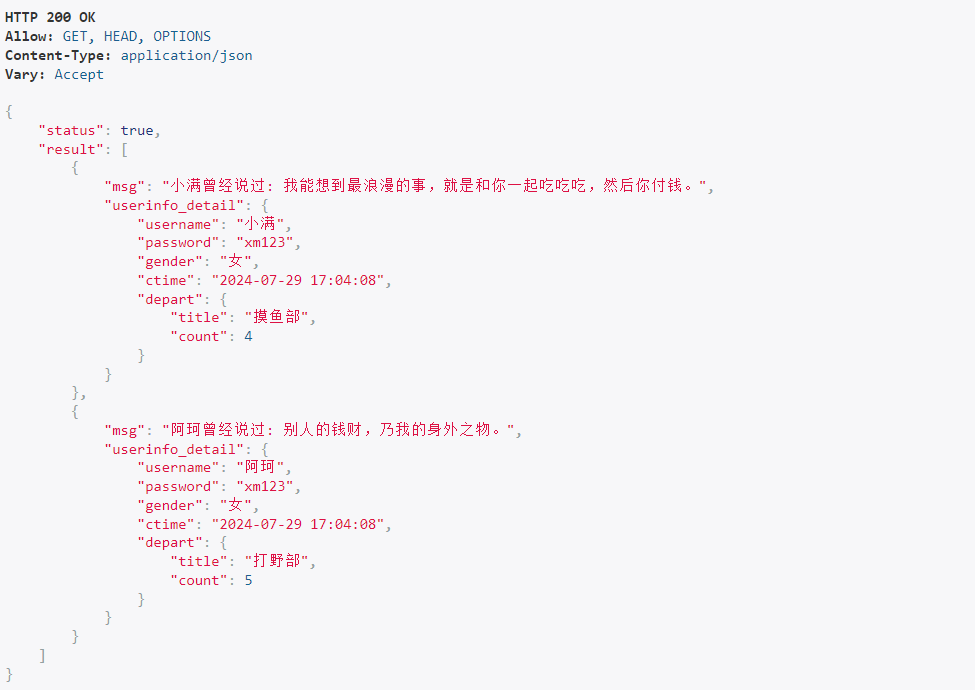 HTTP 200 OK
Allow: GET, HEAD, OPTIONS
Content-Type: application/json
Vary: Accept
{
    "status": true,
    "result": [
        {
            "msg": "小满曾经说过: 我能想到最浪漫的事，就是和你一起吃吃吃，然后你付钱。",
            "userinfo_detail": {
                "username": "小满",
                "password": "xm123",
                "gender": "女",
                "ctime": "2024-07-29 17:04:08",
                "depart": {
                    "title": "摸鱼部",
                    "count": 4
                }
            }
        },
        {
            "msg": "阿珂曾经说过: 别人的钱财，乃我的身外之物。",
            "userinfo_detail": {
                "username": "阿珂",
                "password": "xm123",
                "gender": "女",
                "ctime": "2024-07-29 17:04:08",
                "depart": {
                    "title": "打野部",
                    "count": 5
                }
            }
        }
    ]
}